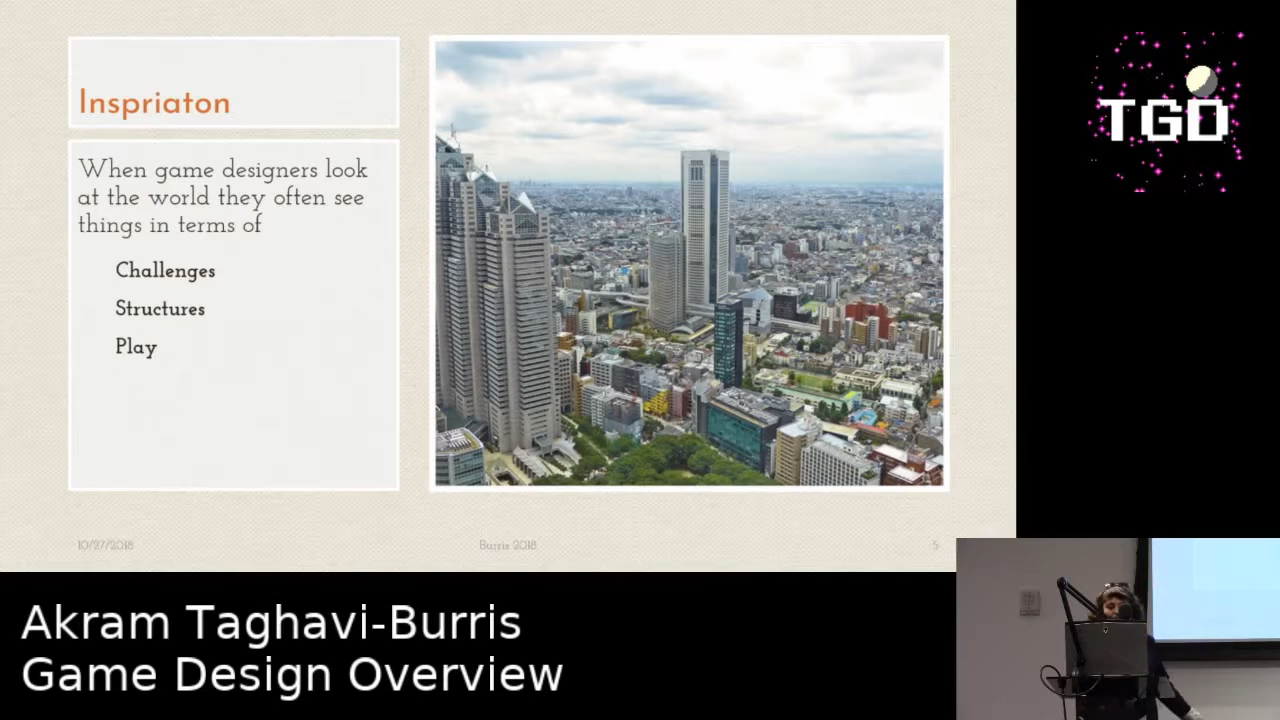 Inspriaton
When game designers look
at the world they often see
things in terms of
Challenges
Structures
Play
10/27/2018
Burris 2018
5
TGD
Akram Taghavi-Burris
Game Design Overview